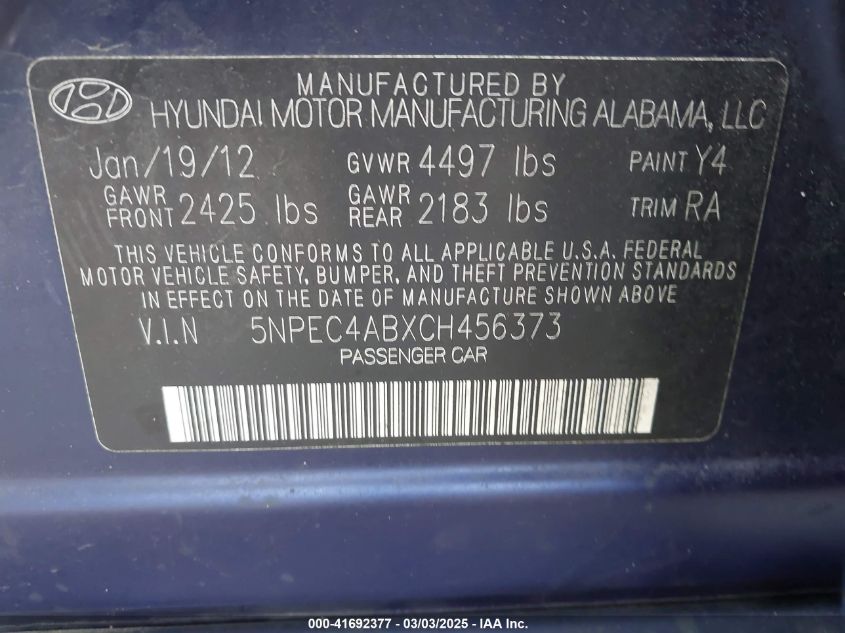 MANUFACTURED BY
HYUNDAI MOTOR MANUFACTURING ALABAMA, LLC
Jan/19/12 GVWR 4497 lbs PAINT Y4
GAWR FRONT 2425 lbs GAWR REAR 2183 lbs TRIM RA
THIS VEHICLE CONFORMS TO ALL APPLICABLE U.S.A. FEDERAL
MOTOR VEHICLE SAFETY, BUMPER, AND THEFT PREVENTION STANDARDS
IN EFFECT ON THE DATE OF MANUFACTURE SHOWN ABOVE
V.I.N 5NPEC4ABXCH456373
PASSENGER CAR
000-41692377 - 03/03/2025 - IAA Inc.